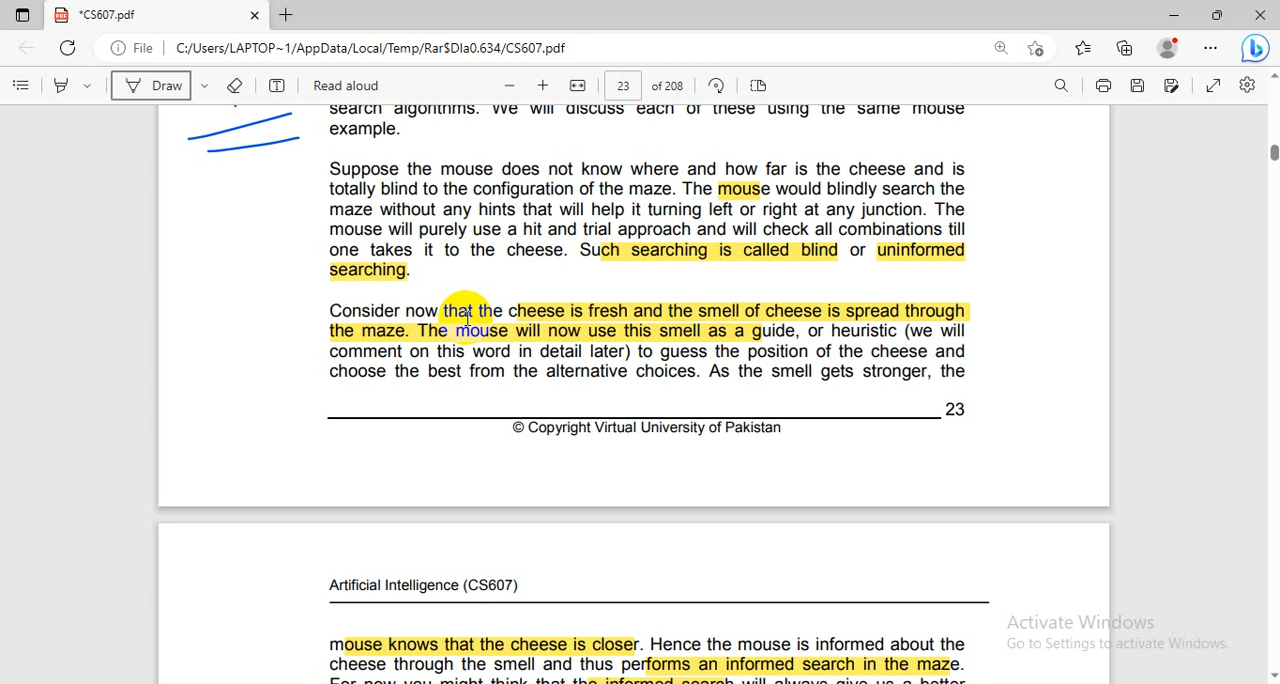 *CS607.pdf
File
C:/Users/LAPTOP~1/AppData/Local/Temp/Rar$DIa0.634/CS607.pdf
Draw
Read aloud
23
of 208
search algorithms. We will discuss each of these using the same mouse
example.
Suppose the mouse does not know where and how far is the cheese and is
totally blind to the configuration of the maze. The mouse would blindly search the
maze without any hints that will help it turning left or right at any junction. The
mouse will purely use a hit and trial approach and will check all combinations till
one takes it to the cheese. Such searching is called blind or uninformed
searching.
Consider now that the cheese is fresh and the smell of cheese is spread through
the maze. The mouse will now use this smell as a guide, or heuristic (we will
comment on this word in detail later) to guess the position of the cheese and
choose the best from the alternative choices. As the smell gets stronger, the
23
© Copyright Virtual University of Pakistan
Artificial Intelligence (CS607)
mouse knows that the cheese is closer. Hence the mouse is informed about the
cheese through the smell and thus performs an informed search in the maze.
For now you might think that the informed search will always give us a better
Activate Windows
Go to Settings to activate Windows.